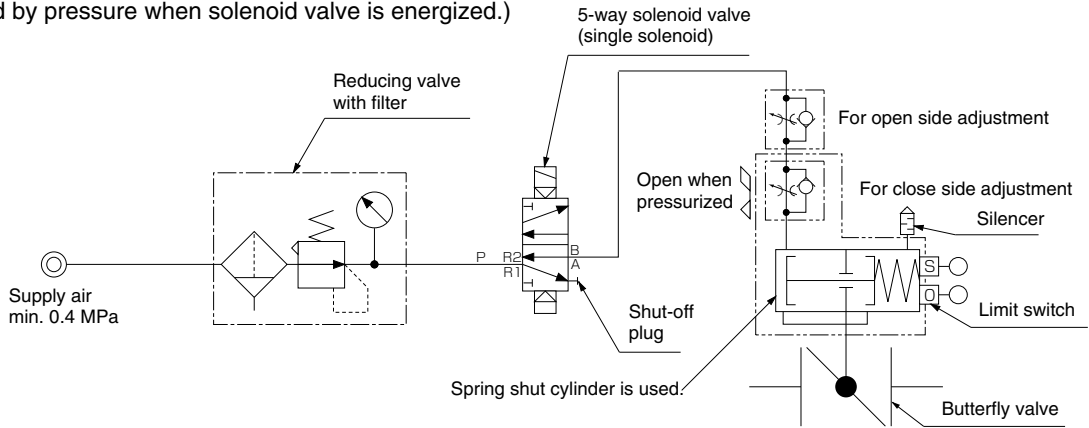 d by pressure when solenoid valve is energized.)
5-way solenoid valve
(single solenoid)
Reducing valve
with filter
For open side adjustment
Open when
pressurized
For close side adjustment
Silencer
P
R2
B
R1
A
S
O
Supply air
min. 0.4 MPa
Shut-off
plug
Limit switch
Spring shut cylinder is used.
Butterfly valve